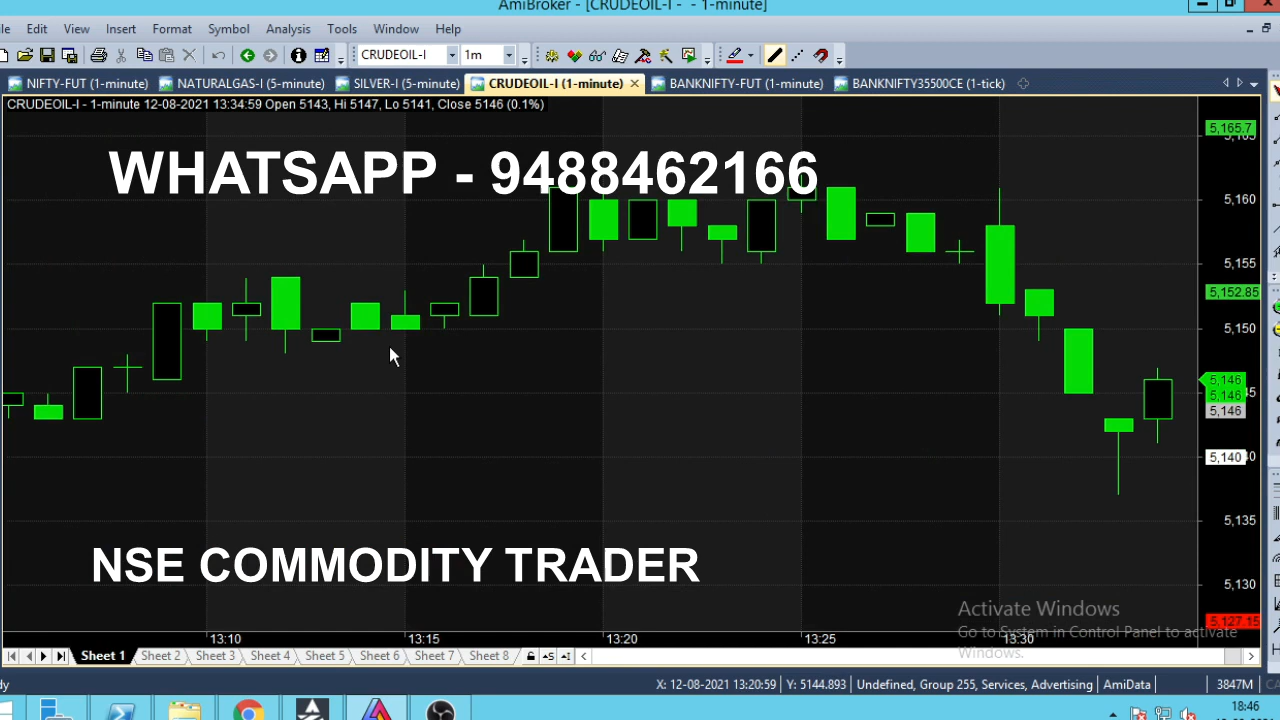 AmiBroker - [CRUDEOIL-I - - 1-minute]
Edit View Insert Format Symbol Analysis Tools Window Help
CRUDEOIL-I 1m
NIFTY-FUT (1-minute) NATURALGAS-I (5-minute) SILVER-I (5-minute) CRUDEOIL-I (1-minute) BANKNIFTY-FUT (1-minute) BANKNIFTY35500CE (1-tick)
CRUDEOIL-I - 1-minute 12-08-2021 13:34:59 Open 5143, Hi 5147, Lo 5141, Close 5146 (0.1%)
5,165.7
WHATSAPP - 9488462166
5,160
5,155
5,152.85
5,150
5,146
5,146
5,146
5,140
5,135
NSE COMMODITY TRADER
5,130
Activate Windows
5,127.15
Go to System in Control Panel to activate
Windows.
13:10 13:15 13:20 13:25 13:30
Sheet 1 Sheet 2 Sheet 3 Sheet 4 Sheet 5 Sheet 6 Sheet 7 Sheet 8
X: 12-08-2021 13:20:59 Y: 5144.893 Undefined, Group 255, Services, Advertising AmiData 3847M
18:46